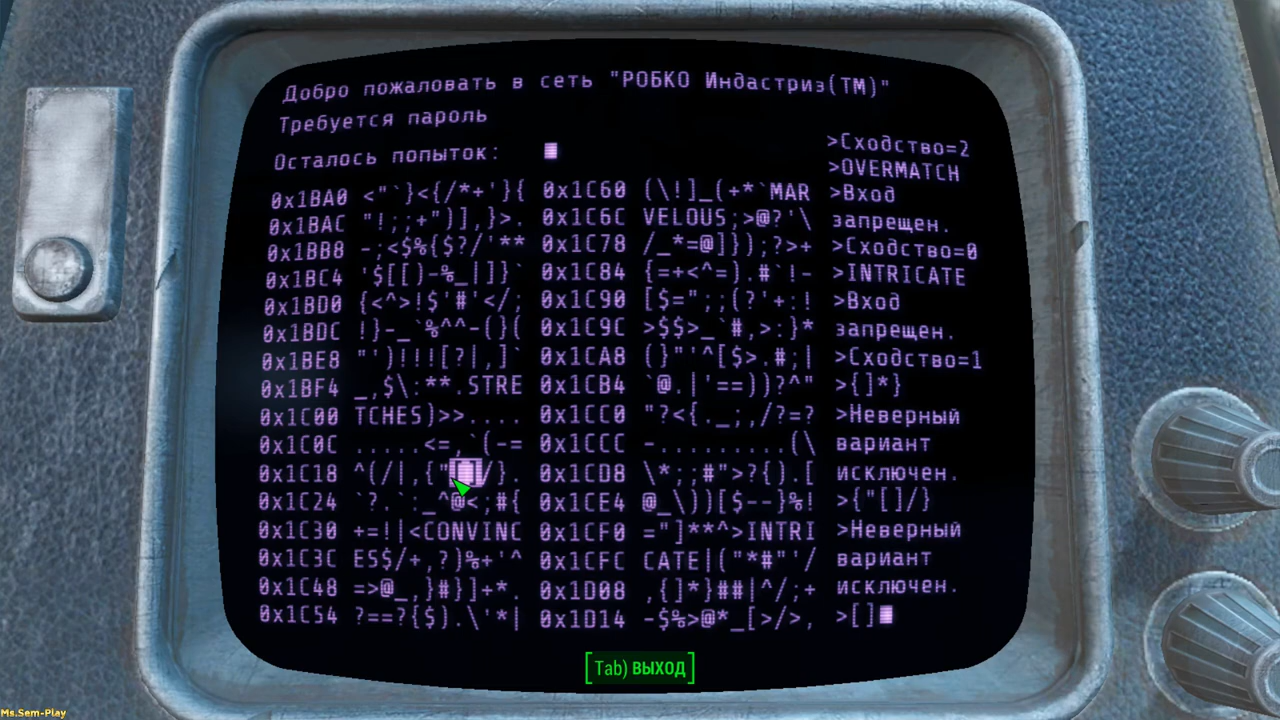 Добро пожаловать в сеть "РОБКО Индастриз(ТМ)"
Требуется пароль
Осталось попыток:
0x1BA0 <"`}<{/*+'}{
0x1BAC "!;;+")],}>.
0x1BB8 -;<$%{$?/'**
0x1BC4 '$[[)-%_|]}`
0x1BD0 {<^>!$'#'</;
0x1BDC !}-_`%^^-(}(
0x1BE8 "')!!![?|,]`
0x1BF4 _,$\:**.STRE
0x1C00 TCHES)>>....
0x1C0C .....<=,`(-=
0x1C18 ^(/|,{"[]/}.
0x1C24 `?.`:_^@<;#{
0x1C30 +=!|<CONVINC
0x1C3C ES$/+,?)%+'^
0x1C48 =>@_,}#}]+*.
0x1C54 ?==?{$).\'*|
0x1C60 (\!]_(+*`MAR
0x1C6C VELOUS;>@?'\
0x1C78 /_*=@]});?>+
0x1C84 {=+<^=).#`!-
0x1C90 [$=";;(?'+:!
0x1C9C >$$>_`#,>:}*
0x1CA8 (}"'^[$>.#;|
0x1CB4 `@.|'==))?^"
0x1CC0 "?<{._;,/?=?
0x1CCC -.........(\
0x1CD8 \*;;#">?{).[
0x1CE4 @_\))[$--}%!
0x1CF0 ="]**^>INTRI
0x1CFC CATE|("*#"'/
0x1D08 ,{]*}##|^/;+
0x1D14 -$%>@*_[>/>,
>Сходство=2
>OVERMATCH
>Вход
запрещен.
>Сходство=0
>INTRICATE
>Вход
запрещен.
>Сходство=1
>{]*}
>Неверный
вариант
исключен.
>{"[]/}
>Неверный
вариант
исключен.
>[]
[Tab) ВЫХОД]
Ms.Sem-Play